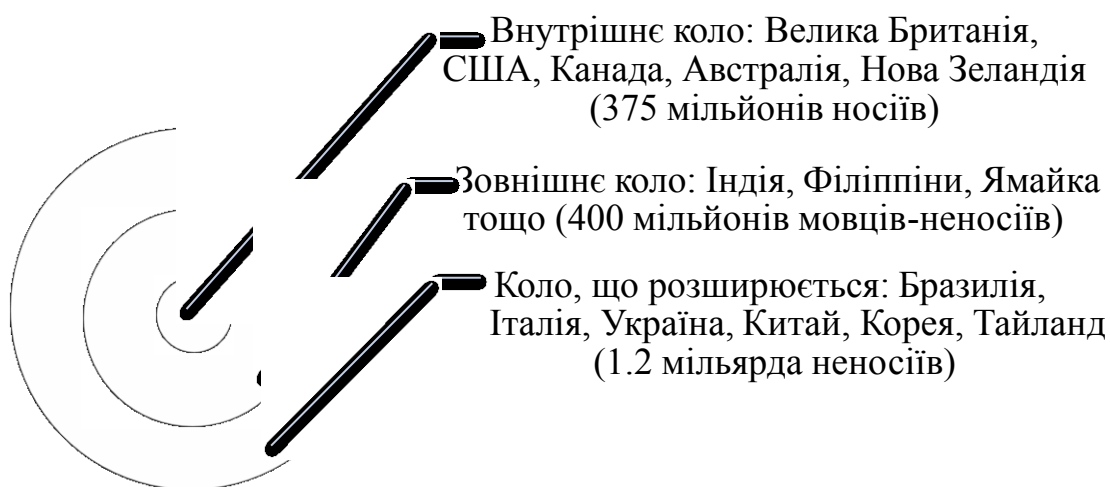 Внутрішнє коло: Велика Британія,
США, Канада, Австралія, Нова Зеландія
(375 мільйонів носіїв)
Зовнішнє коло: Індія, Філіппіни, Ямайка
тощо (400 мільйонів мовців-неносіїв)
Коло, що розширюється: Бразилія,
Італія, Україна, Китай, Корея, Тайланд
(1.2 мільярда неносіїв)